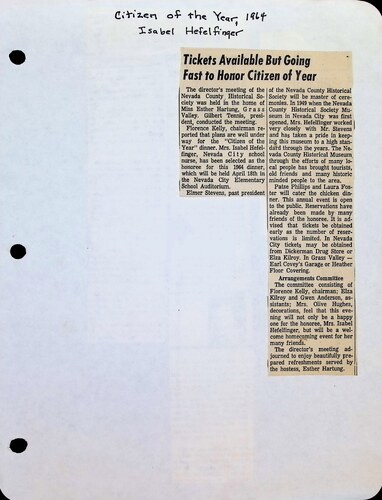 Citizen of the Year, 1964
Isabel Hefelfinger
Tickets Available But Going
Fast to Honor Citizen of Year
The director's meeting of the
Nevada County Historical So-
ciety was held in the home of
Miss Esther Hartung, Grass
Valley. Gilbert Tennis, presi-
dent, conducted the meeting.
Florence Kelly, chairman re-
ported that plans are well under
way for the "Citizen of the
Year" dinner. Mrs. Isabel Hefel-
finger, Nevada City school
nurse, has been selected as the
honoree for this 1964 dinner,
which will be held April 18th in
the Nevada City Elementary
School Auditorium.
Elmer Stevens, past president
of the Nevada County Historical
Society will be master of cere-
monies. In 1949 when the Nevada
County Historical Society Mu-
seum in Nevada City was first
opened, Mrs. Hefelfinger worked
very closely with Mr. Stevens
and has taken a pride in keep-
ing this museum to a high stan-
dard through the years. The Ne-
vada County Historical Museum
through the efforts of many lo-
cal people has brought tourists,
old friends and many historic
minded people to the area.
Patze Phillips and Laura Fos-
ter will cater the chicken din-
ner. This annual event is open
to the public. Reservations have
already been made by many
friends of the honoree. It is ad-
vised that tickets be obtained
early as the number of reser-
vations is limited. In Nevada
City tickets may be obtained
from Dickerman Drug Store or
Elza Kilroy. In Grass Valley —
Earl Covey's Garage or Heather
Floor Covering.
Arrangements Committee
The committee consisting of
Florence Kelly, chairman; Elza
Kilroy and Gwen Anderson, as-
sistants; Mrs. Olive Hughes,
decorations, feel that this eve-
ning will not only be a happy
one for the honoree, Mrs. Isabel
Hefelfinger, but will be a wel-
come homecoming event for her
many friends.
The director's meeting ad-
journed to enjoy beautifully pre-
pared refreshments served by
the hostess, Esther Hartung.